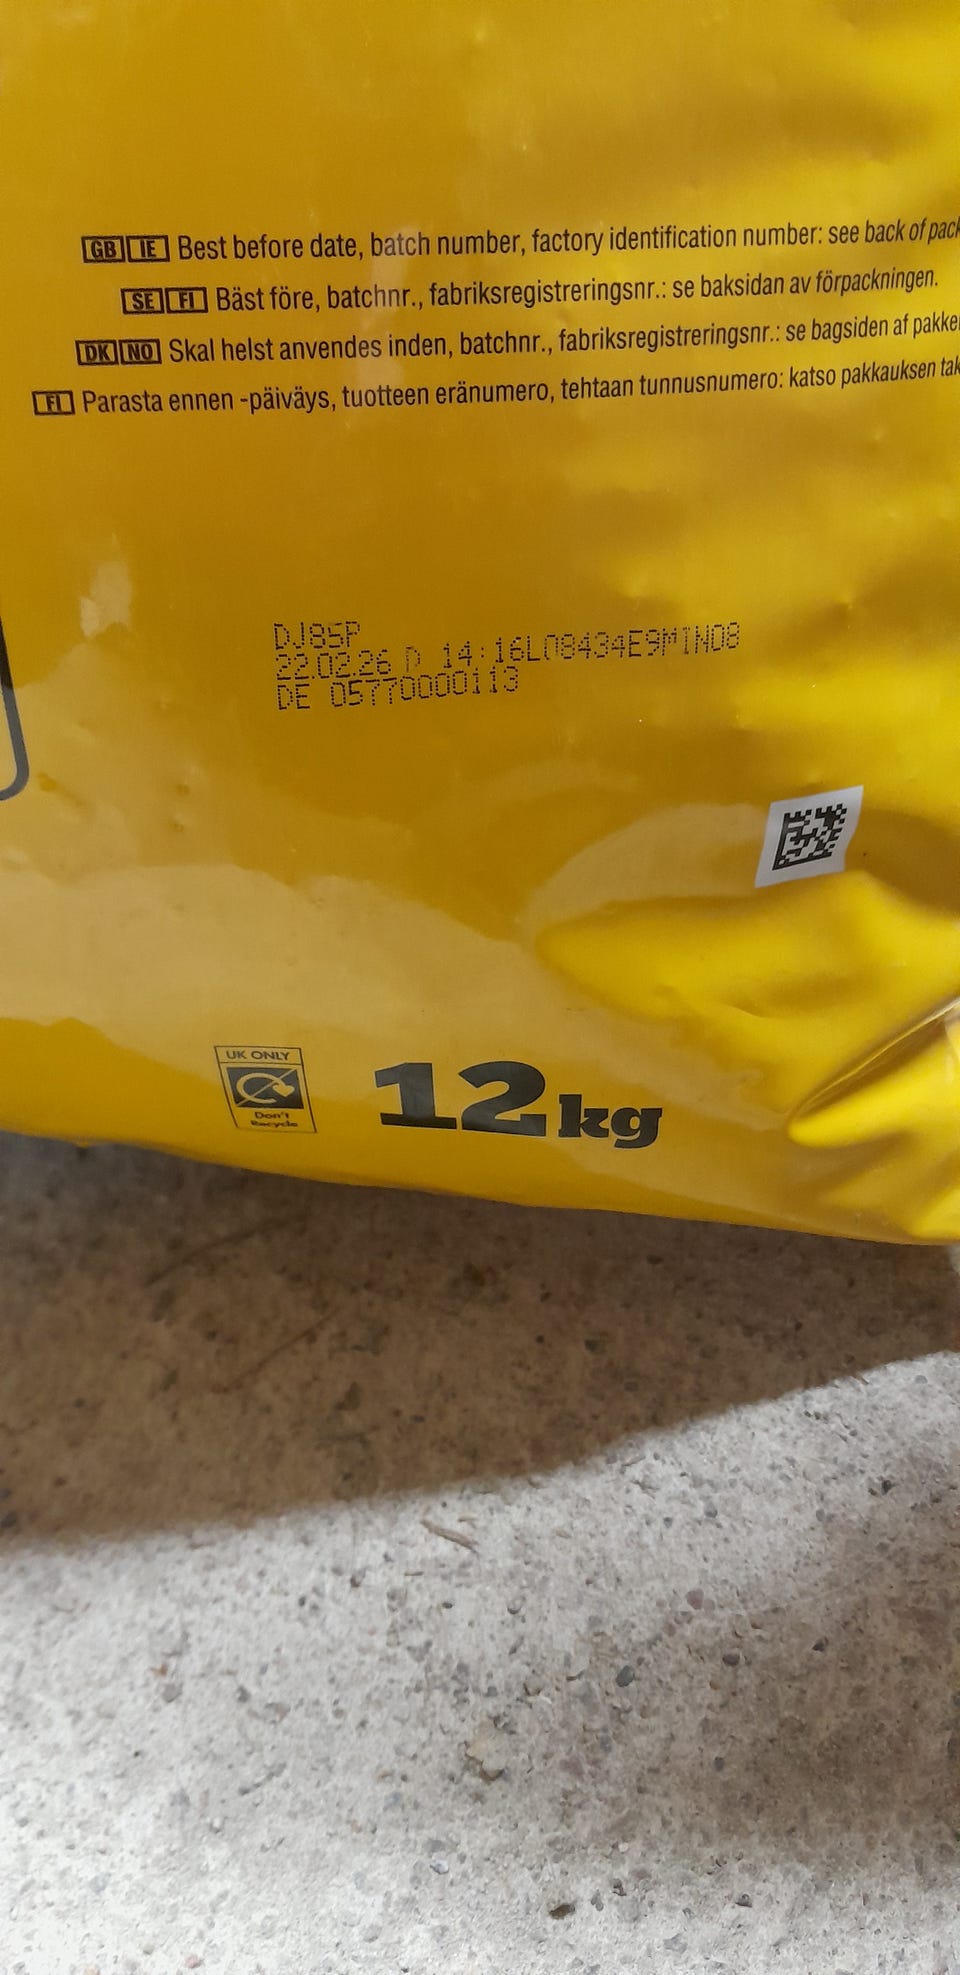 GB IE Best before date, batch number, factory identification number: see back of pack
SE FI Bäst före, batchnr., fabriksregistreringsnr.: se baksidan av förpackningen.
DK NO Skal helst anvendes inden, batchnr., fabriksregistreringsnr.: se bagsiden af pakke
FI Parasta ennen -päiväys, tuotteen eränumero, tehtaan tunnusnumero: katso pakkauksen tak
DJ85P
22.02.26 D 14:16L08434E9MIN08
DE 05770000113
UK ONLY
Don't
Recycle
12kg